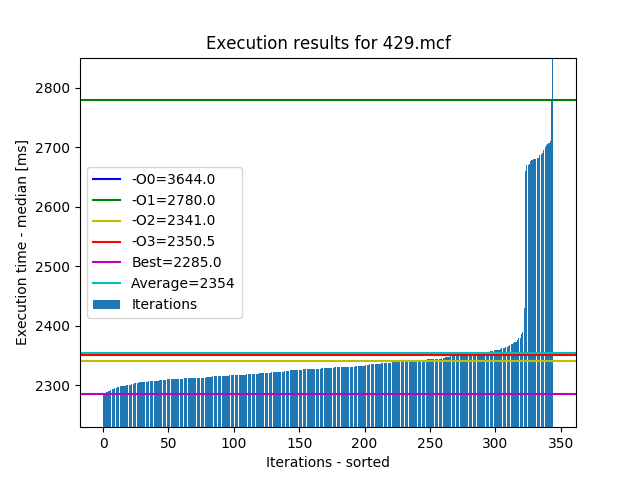 Execution results for 429.mcf
Execution time - median [ms]
2800
2700
2600
2500
2400
2300
-O0=3644.0
-O1=2780.0
-O2=2341.0
-O3=2350.5
Best=2285.0
Average=2354
Iterations
0 50 100 150 200 250 300 350
Iterations - sorted